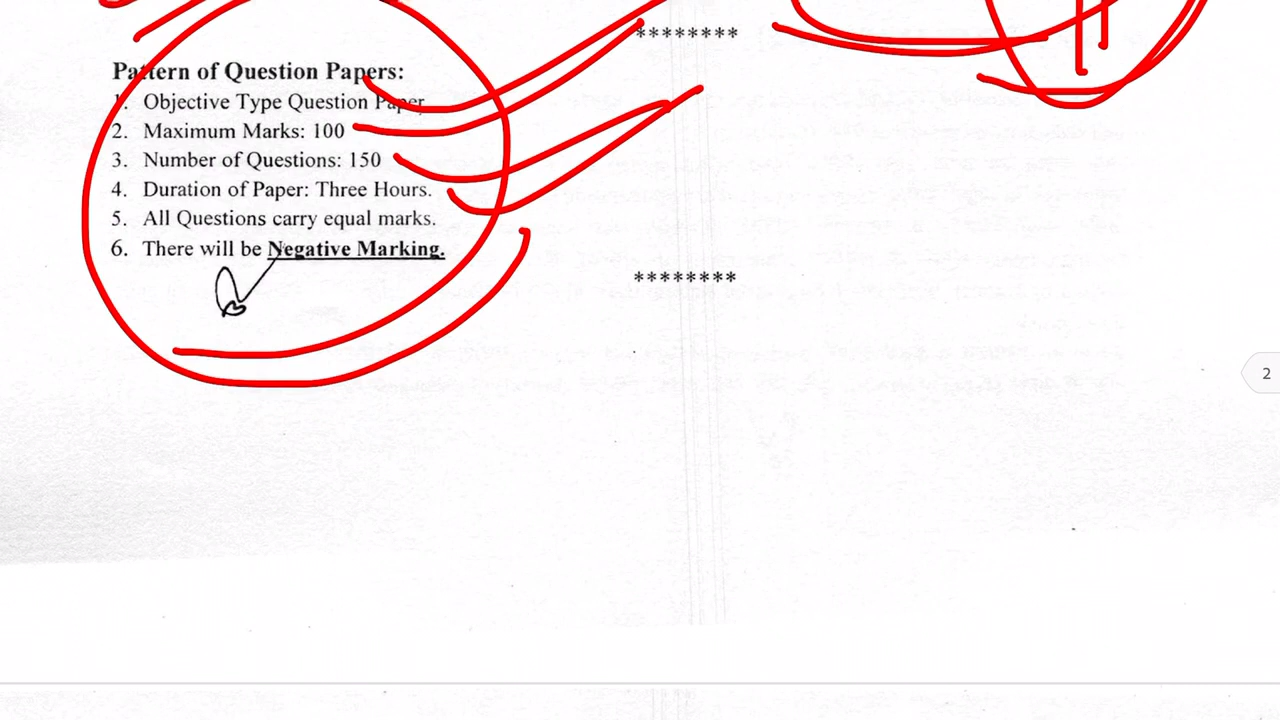 ********
Pattern of Question Papers:
1. Objective Type Question Paper
2. Maximum Marks: 100
3. Number of Questions: 150
4. Duration of Paper: Three Hours.
5. All Questions carry equal marks.
6. There will be Negative Marking.
********
2